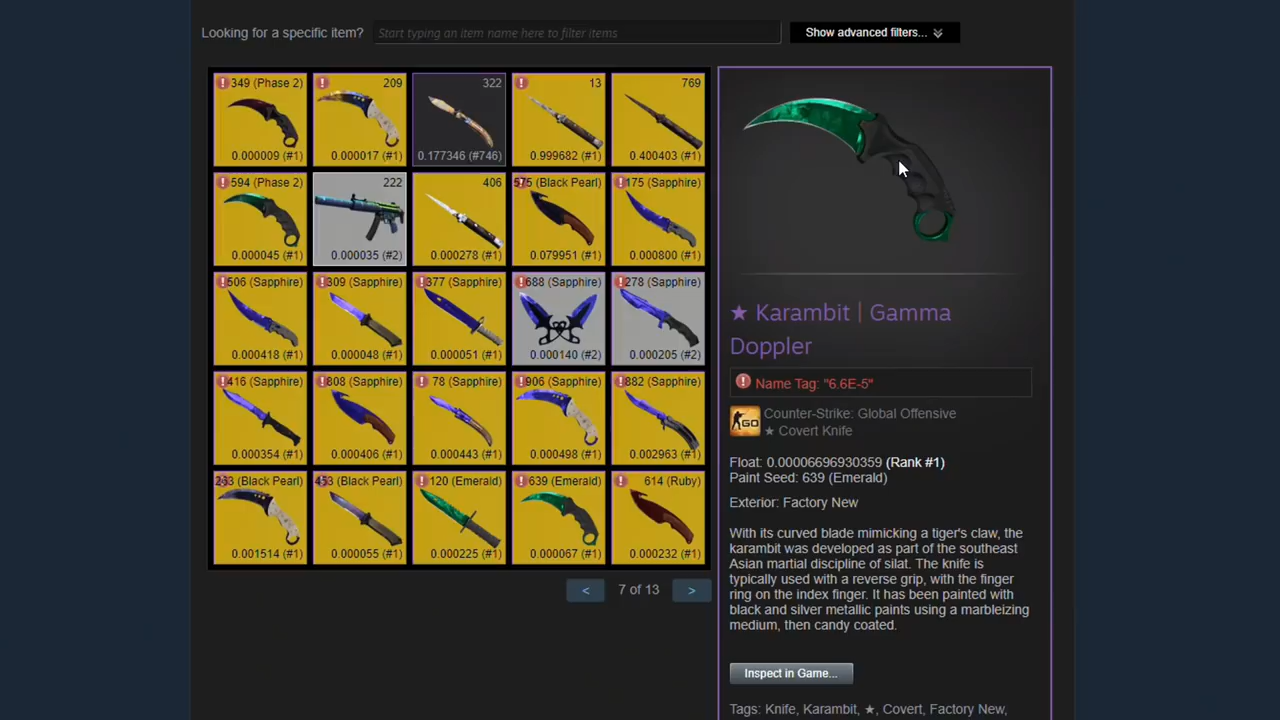 Looking for a specific item?
Start typing an item name here to filter items
Show advanced filters...
349 (Phase 2)
0.000009 (#1)
209
0.000017 (#1)
322
0.177346 (#746)
13
0.999682 (#1)
769
0.400403 (#1)
594 (Phase 2)
0.000045 (#1)
222
0.000035 (#2)
406
0.000278 (#1)
575 (Black Pearl)
0.079951 (#1)
175 (Sapphire)
0.000800 (#1)
506 (Sapphire)
0.000418 (#1)
309 (Sapphire)
0.000048 (#1)
377 (Sapphire)
0.000051 (#1)
688 (Sapphire)
0.000140 (#2)
278 (Sapphire)
0.000205 (#2)
416 (Sapphire)
0.000354 (#1)
808 (Sapphire)
0.000406 (#1)
78 (Sapphire)
0.000443 (#1)
906 (Sapphire)
0.000498 (#1)
882 (Sapphire)
0.002963 (#1)
263 (Black Pearl)
0.001514 (#1)
453 (Black Pearl)
0.000055 (#1)
120 (Emerald)
0.000225 (#1)
639 (Emerald)
0.000067 (#1)
614 (Ruby)
0.000232 (#1)
<
7 of 13
>
★ Karambit | Gamma
Doppler
Name Tag: "6.6E-5"
GO
Counter-Strike: Global Offensive
★ Covert Knife
Float: 0.00006696930359 (Rank #1)
Paint Seed: 639 (Emerald)
Exterior: Factory New
With its curved blade mimicking a tiger's claw, the
karambit was developed as part of the southeast
Asian martial discipline of silat. The knife is
typically used with a reverse grip, with the finger
ring on the index finger. It has been painted with
black and silver metallic paints using a marbleizing
medium, then candy coated.
Inspect in Game...
Tags: Knife, Karambit, ★, Covert, Factory New,